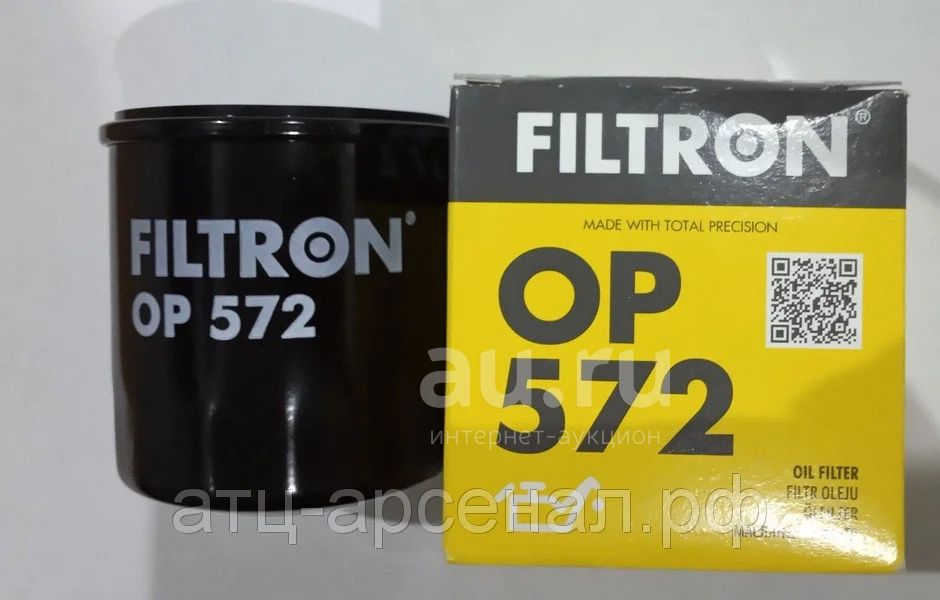 FILTRON®
OP 572
FILTRON®
MADE WITH TOTAL PRECISION
OP
572
au.ru
интернет-аукцион
OIL FILTER
FILTR OLEJU
ÖLFILTER
атц-арсенал.рф